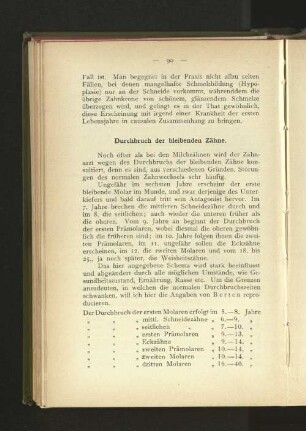 — 90 —
Fall ist. Man begegnet in der Praxis nicht allzu selten
Fällen, bei denen mangelhafte Schmelzbildung (Hypo-
plasie) nur an der Schneide vorkommt, währenddem die
übrige Zahnkrone von schönem, glänzendem Schmelze
überzogen wird, und gelingt es in der That gewöhnlich,
diese Erscheinung mit irgend einer Krankheit der ersten
Lebensjahre in causalen Zusammenhang zu bringen.
Durchbruch der bleibenden Zähne.
Noch öfter als bei den Milchzähnen wird der Zahn-
arzt wegen des Durchbruchs der bleibenden Zähne kon-
sultiert, denn es sind, aus verschiedenen Gründen, Störun-
gen des normalen Zahnwechsels sehr häufig.
Ungefähr im sechsten Jahre erscheint der erste
bleibende Molar im Munde, und zwar derjenige des Unter-
kiefers und bald darauf tritt sein Antagonist hervor. Im
7. Jahre brechen die mittleren Schneidezähne durch und
im 8. die seitlichen; auch wieder die unteren früher als
die oberen. Vom 9. Jahre an beginnt der Durchbruch
der ersten Prämolaren, wobei diesmal die oberen gewöhn-
lich die früheren sind; im 10. Jahre folgen ihnen die zweiten
Prämolaren, im 11. ungefähr sollen die Eckzähne
erscheinen, im 12. die zweiten Molaren und vom 18. bis
25., ja noch später, die Weisheitszähne.
Das hier angegebene Schema wird stark beeinflusst
und abgeändert durch alle möglichen Umstände, wie Ge-
sundheitszustand, Ernährung, Rasse etc. Um die Grenzen
anzudeuten, in welchen die normalen Durchbruchszeiten
schwanken, will ich hier die Angaben von Berten re-
produzieren.
Der Durchbruch der ersten Molaren erfolgt im 5.—8. Jahre
„ „ „ mittl. Schneidezähne „ 6.—9. „
„ „ „ seitlichen „ „ 7.—10. „
„ „ „ ersten Prämolaren „ 9.—13. „
„ „ „ Eckzähne „ 9.—14. „
„ „ „ zweiten Prämolaren „ 10.—14. „
„ „ „ zweiten Molaren „ 10.—14. „
„ „ „ dritten Molaren „ —40. „